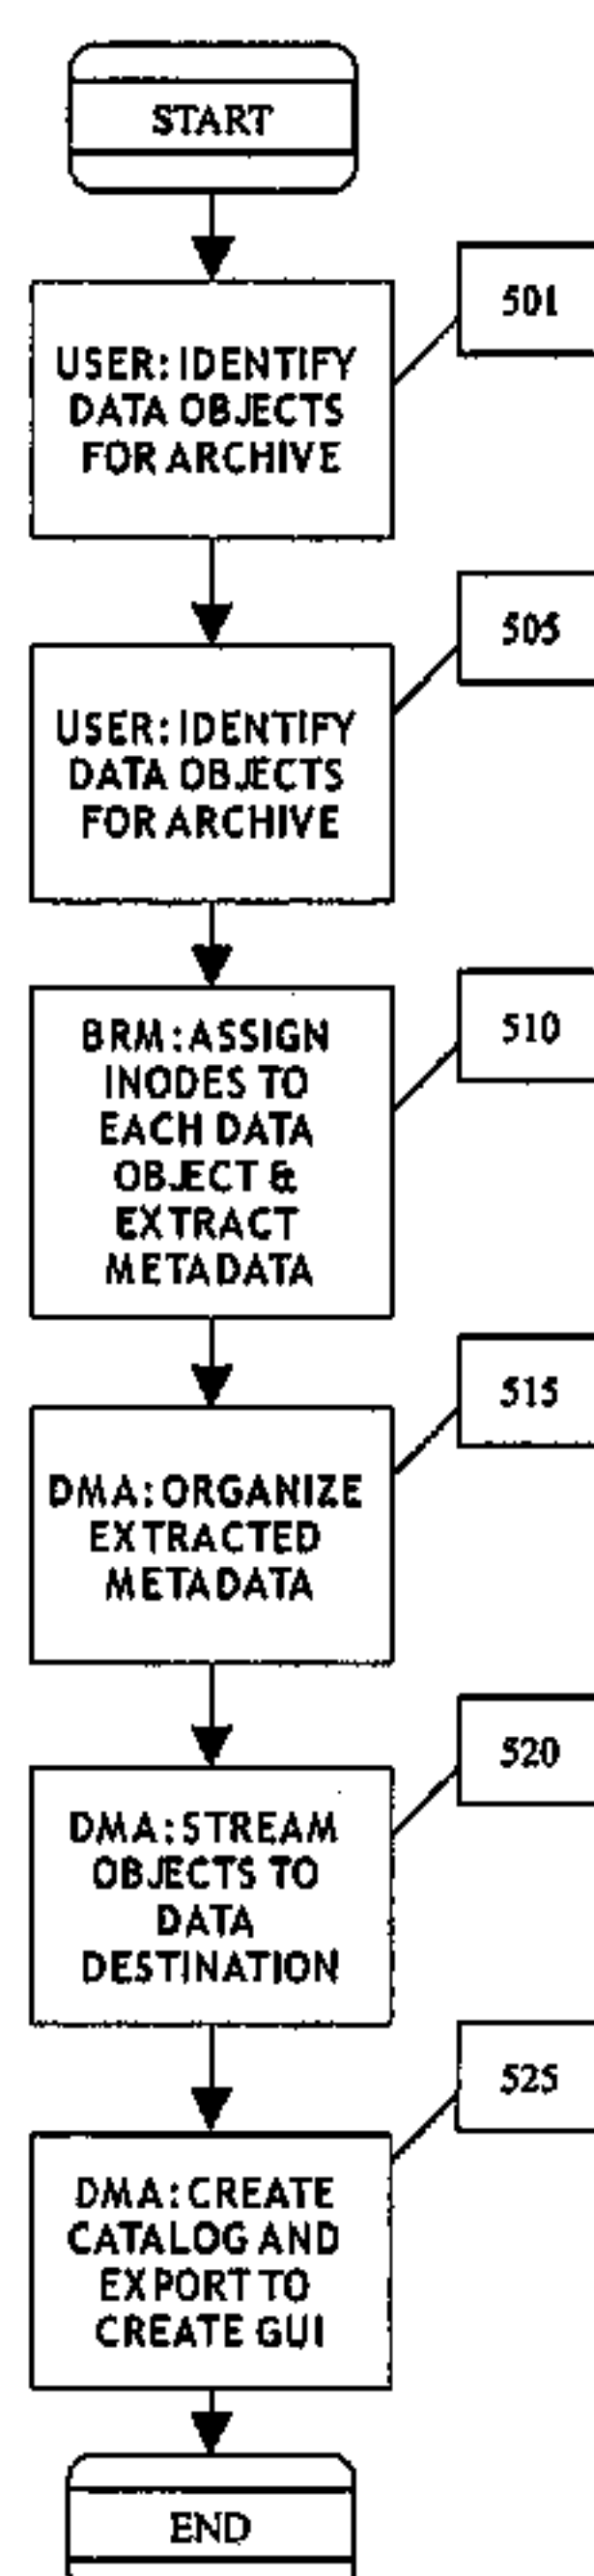 START
501
USER: IDENTIFY
DATA OBJECTS
FOR ARCHIVE
505
USER: IDENTIFY
DATA OBJECTS
FOR ARCHIVE
510
BRM: ASSIGN
INODES TO
EACH DATA
OBJECT &
EXTRACT
METADATA
515
DMA: ORGANIZE
EXTRACTED
METADATA
520
DMA: STREAM
OBJECTS TO
DATA
DESTINATION
525
DMA: CREATE
CATALOG AND
EXPORT TO
CREATE GUI
END